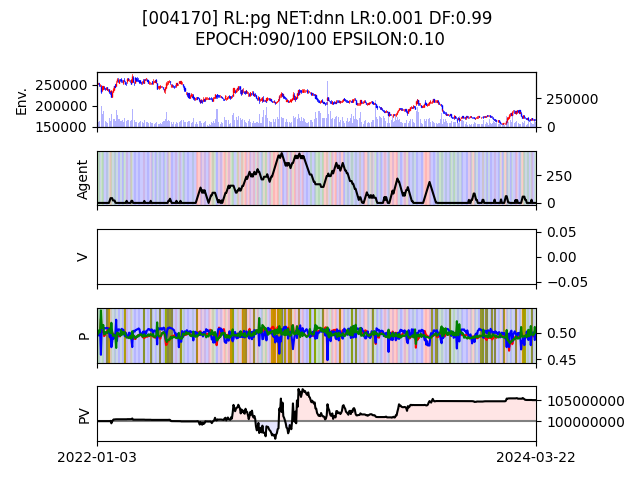 [004170] RL:pg NET:dnn LR:0.001 DF:0.99
EPOCH:090/100 EPSILON:0.10
Env.
250000
200000
150000
250000
0
Agent
250
0
V
0.05
0.00
−0.05
P
0.50
0.45
PV
105000000
100000000
2022-01-03
2024-03-22